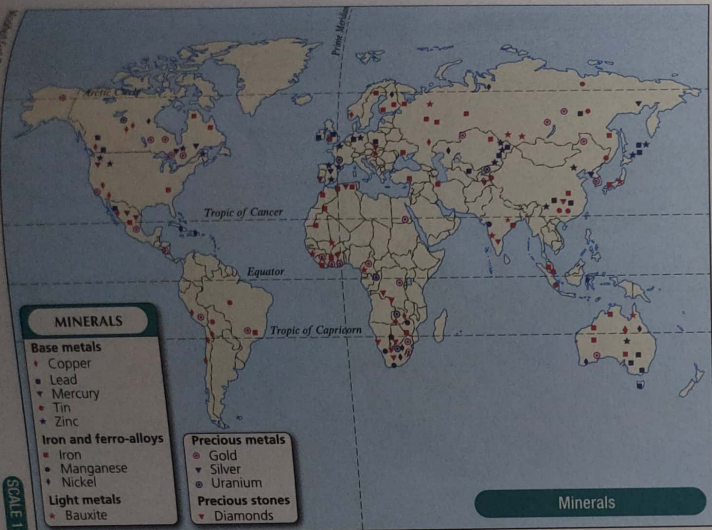 Prime Meridian
Arctic Circle
Tropic of Cancer
Equator
Tropic of Capricorn
MINERALS
Base metals
Copper
Lead
Mercury
Tin
Zinc
Iron and ferro-alloys
Iron
Manganese
Nickel
Light metals
Bauxite
Precious metals
Gold
Silver
Uranium
Precious stones
Diamonds
SCALE 1
Minerals